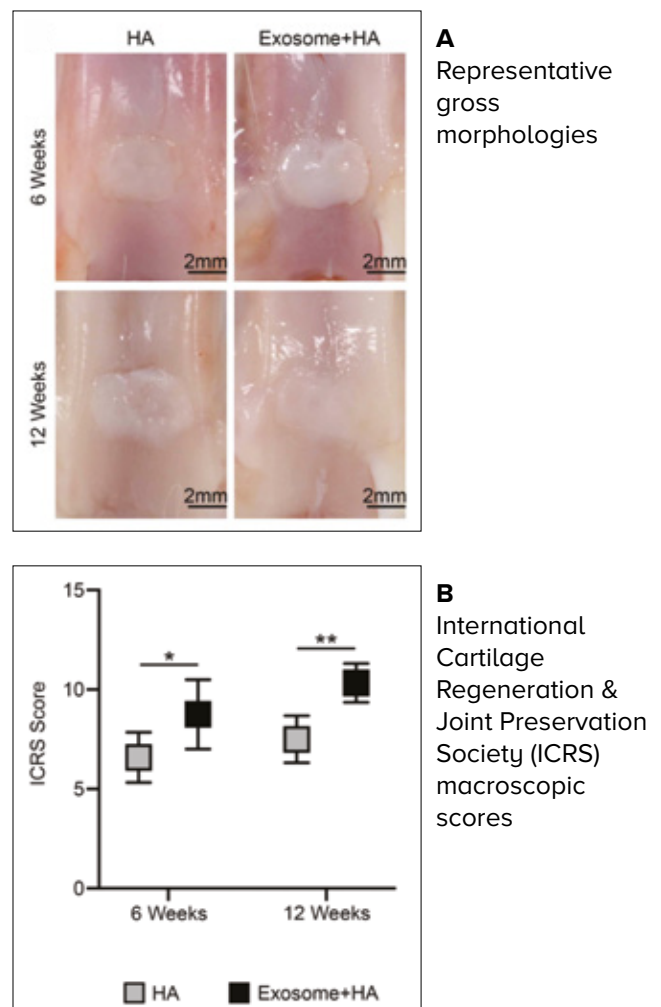 HA
Exosome+HA
6 Weeks
2mm
2mm
12 Weeks
2mm
2mm
A
Representative
gross
morphologies
15
10
5
0
ICRS Score
*
**
6 Weeks
12 Weeks
HA
Exosome+HA
B
International
Cartilage
Regeneration &
Joint Preservation
Society (ICRS)
macroscopic
scores